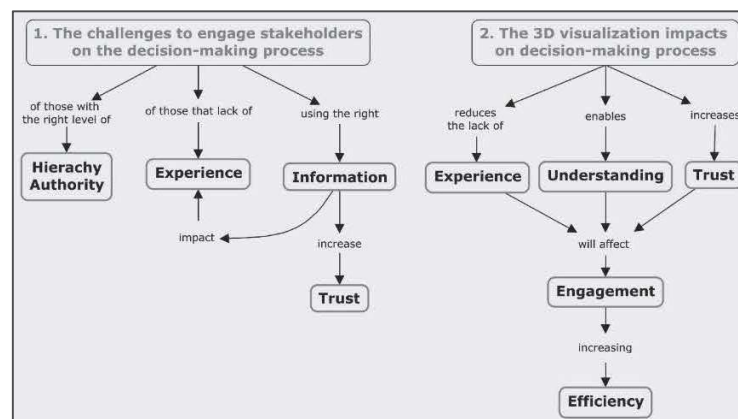 1. The challenges to engage stakeholders
on the decision-making process
of those with
the right level of
Hierachy
Authority
of those that lack of
Experience
using the right
Information
impact
increase
Trust
2. The 3D visualization impacts
on decision-making process
reduces
the lack of
Experience
enables
Understanding
increases
Trust
will affect
Engagement
increasing
Efficiency